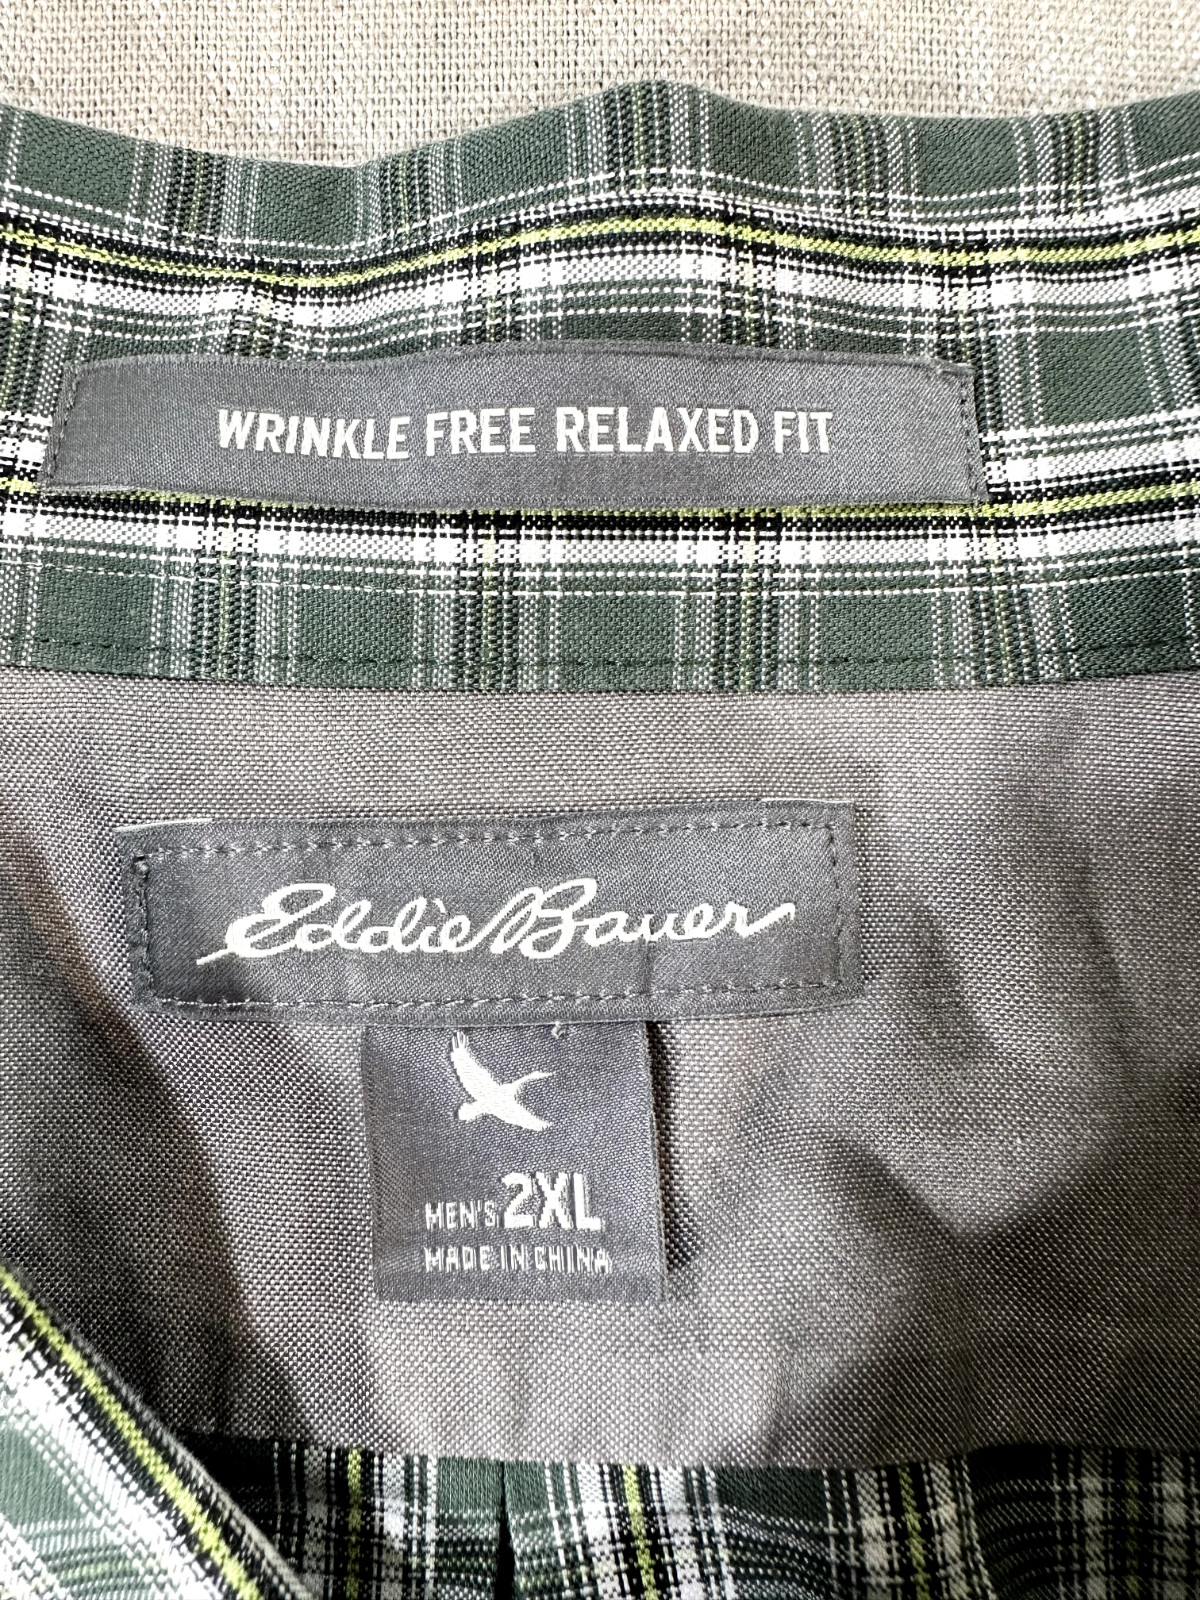 WRINKLE FREE RELAXED FIT
Eddie Bauer
MEN'S 2XL
MADE IN CHINA